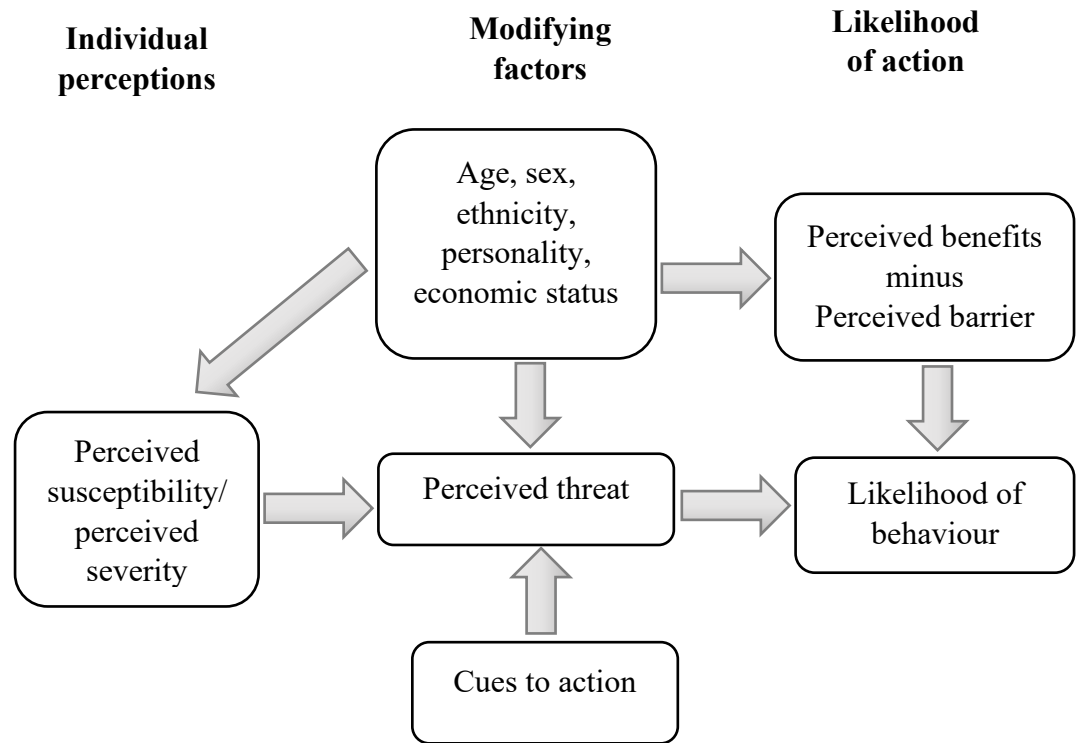 Individual
perceptions
Modifying
factors
Likelihood
of action
Age, sex,
ethnicity,
personality,
economic status
Perceived benefits
minus
Perceived barrier
Perceived
susceptibility/
perceived
severity
Perceived threat
Likelihood of
behaviour
Cues to action